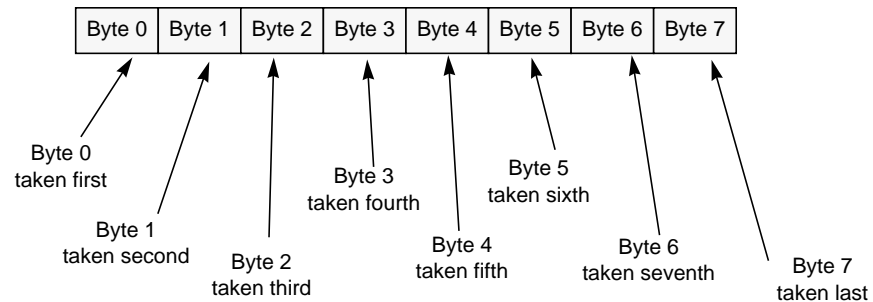 Byte 0 Byte 1 Byte 2 Byte 3 Byte 4 Byte 5 Byte 6 Byte 7
Byte 0
taken first
Byte 1
taken second
Byte 2
taken third
Byte 3
taken fourth
Byte 4
taken fifth
Byte 5
taken sixth
Byte 6
taken seventh
Byte 7
taken last